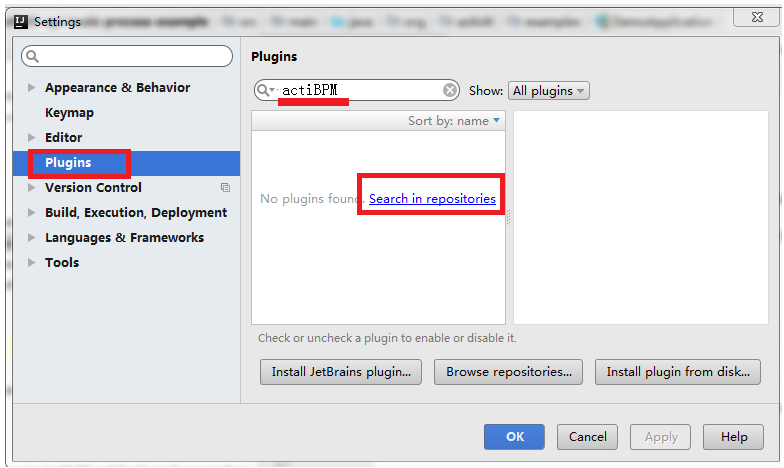 Settings
Plugins
actiBPM
Show: All plugins
Sort by: name
Appearance & Behavior
Keymap
Editor
Plugins
Version Control
Build, Execution, Deployment
Languages & Frameworks
Tools
No plugins found. Search in repositories
Check or uncheck a plugin to enable or disable it.
Install JetBrains plugin... Browse repositories... Install plugin from disk...
OK Cancel Apply Help